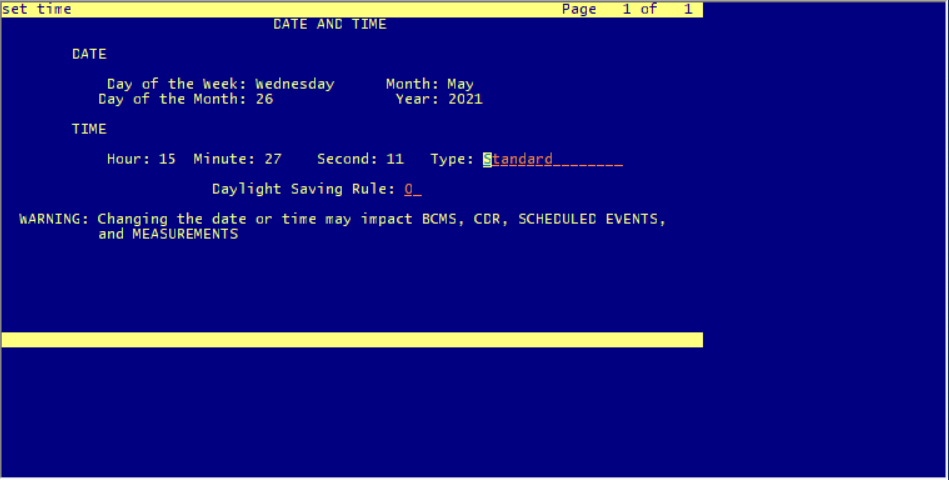 set time Page 1 of 1
DATE AND TIME
DATE
Day of the Week: Wednesday Month: May
Day of the Month: 26 Year: 2021
TIME
Hour: 15 Minute: 27 Second: 11 Type: Standard________
Daylight Saving Rule: 0_
WARNING: Changing the date or time may impact BCMS, CDR, SCHEDULED EVENTS,
and MEASUREMENTS